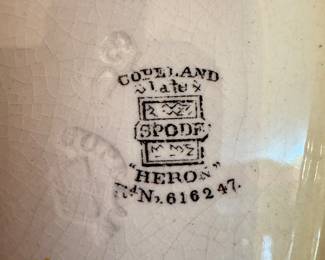 COPELAND
Late
SPODE
"HERON"
Rd No. 616247.